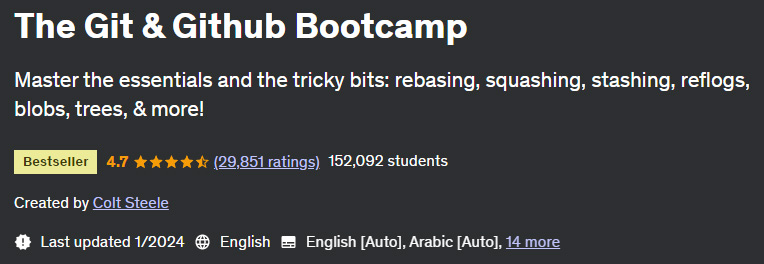 The Git & Github Bootcamp
Master the essentials and the tricky bits: rebasing, squashing, stashing, reflogs,
blobs, trees, & more!
Bestseller 4.7 (29,851 ratings) 152,092 students
Created by Colt Steele
Last updated 1/2024 English English [Auto], Arabic [Auto], 14 more